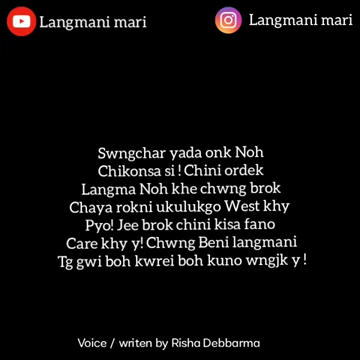 Langmani mari
Langmani mari
Swngchar yada onk Noh
Chikonsa si ! Chini ordek
Langma Noh khe chwng brok
Chaya rokni ukulukgo West khy
Pyo! Jee brok chini kisa fano
Care khy y! Chwng Beni langmani
Tg gwi boh kwrei boh kuno wngjk y !
Voice / writen by Risha Debbarma